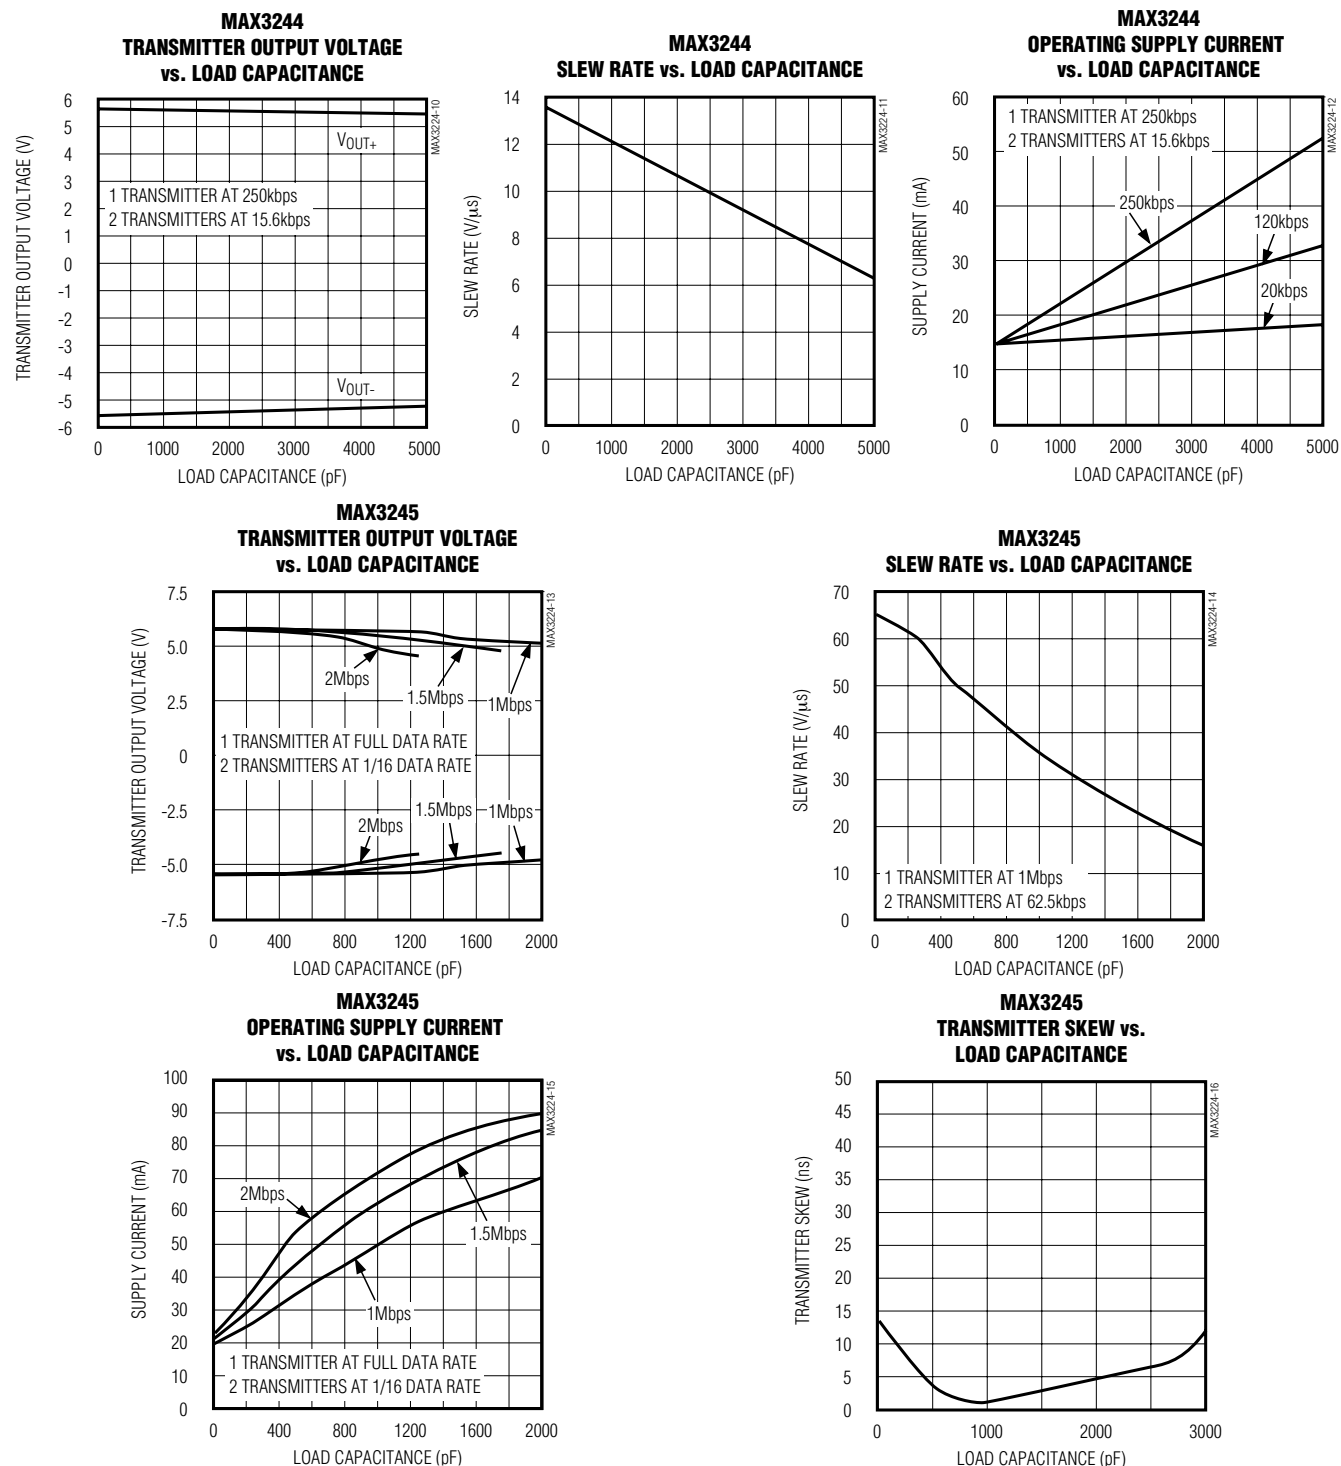 MAX3244
TRANSMITTER OUTPUT VOLTAGE
vs. LOAD CAPACITANCE
TRANSMITTER OUTPUT VOLTAGE (V)
6
5
4
3
2
1
0
-1
-2
-3
-4
-5
-6
VOUT+
1 TRANSMITTER AT 250kbps
2 TRANSMITTERS AT 15.6kbps
VOUT-
MAX3224-10
0 1000 2000 3000 4000 5000
LOAD CAPACITANCE (pF)
MAX3244
SLEW RATE vs. LOAD CAPACITANCE
SLEW RATE (V/μs)
14
12
10
8
6
4
2
0
MAX3224-11
0 1000 2000 3000 4000 5000
LOAD CAPACITANCE (pF)
MAX3244
OPERATING SUPPLY CURRENT
vs. LOAD CAPACITANCE
SUPPLY CURRENT (mA)
60
50
40
30
20
10
0
1 TRANSMITTER AT 250kbps
2 TRANSMITTERS AT 15.6kbps
250kbps
120kbps
20kbps
MAX3224-12
0 1000 2000 3000 4000 5000
LOAD CAPACITANCE (pF)
MAX3245
TRANSMITTER OUTPUT VOLTAGE
vs. LOAD CAPACITANCE
TRANSMITTER OUTPUT VOLTAGE (V)
7.5
5.0
2.5
0
-2.5
-5.0
-7.5
2Mbps
1.5Mbps
1Mbps
1 TRANSMITTER AT FULL DATA RATE
2 TRANSMITTERS AT 1/16 DATA RATE
2Mbps
1.5Mbps
1Mbps
MAX3224-13
0 400 800 1200 1600 2000
LOAD CAPACITANCE (pF)
MAX3245
SLEW RATE vs. LOAD CAPACITANCE
SLEW RATE (V/μs)
70
60
50
40
30
20
10
0
1 TRANSMITTER AT 1Mbps
2 TRANSMITTERS AT 62.5kbps
MAX3224-14
0 400 800 1200 1600 2000
LOAD CAPACITANCE (pF)
MAX3245
OPERATING SUPPLY CURRENT
vs. LOAD CAPACITANCE
SUPPLY CURRENT (mA)
100
90
80
70
60
50
40
30
20
10
0
2Mbps
1.5Mbps
1Mbps
1 TRANSMITTER AT FULL DATA RATE
2 TRANSMITTERS AT 1/16 DATA RATE
MAX3224-15
0 400 800 1200 1600 2000
LOAD CAPACITANCE (pF)
MAX3245
TRANSMITTER SKEW vs.
LOAD CAPACITANCE
TRANSMITTER SKEW (ns)
50
45
40
35
30
25
20
15
10
5
0
MAX3224-16
0 1000 2000 3000
LOAD CAPACITANCE (pF)